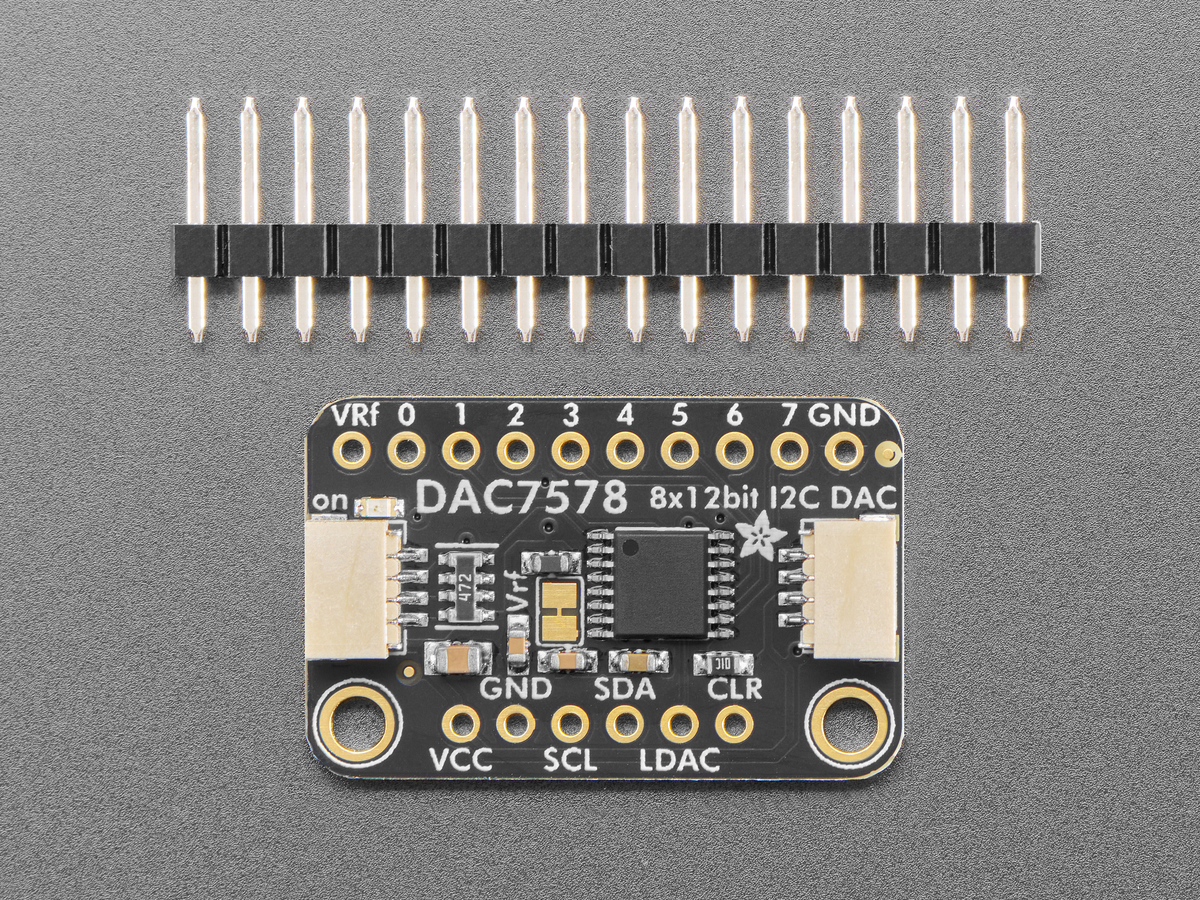 VRf 0 1 2 3 4 5 6 7 GND
on DAC7578 8x12bit I2C DAC
472
Vrf
310
GND SDA CLR
VCC SCL LDAC